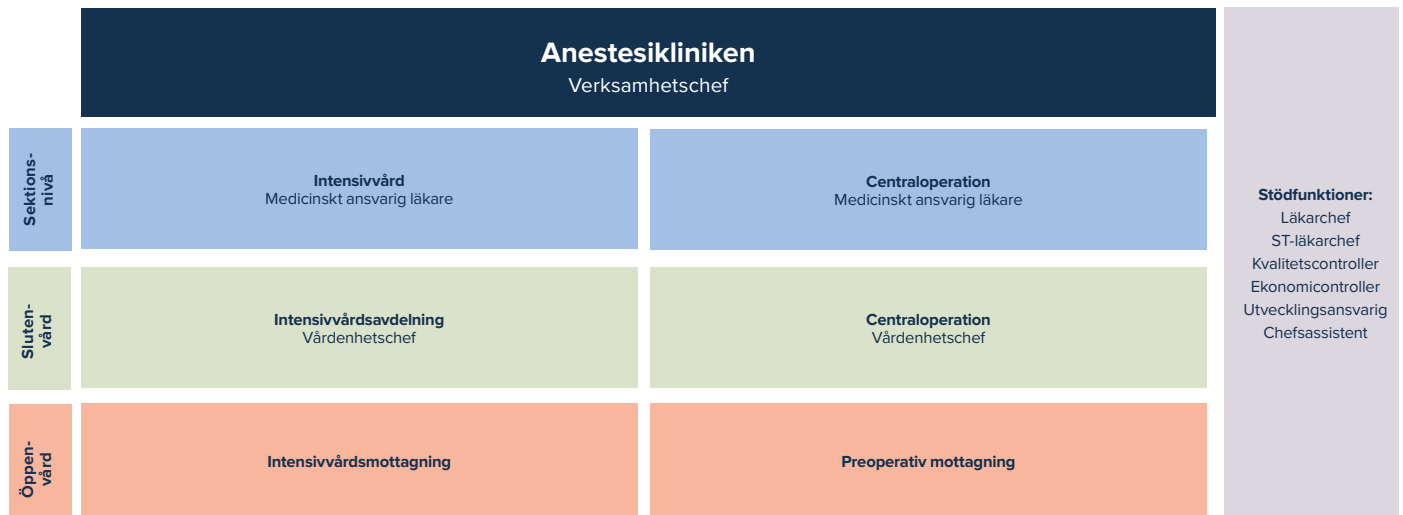 Anestesikliniken
Verksamhetschef
Sektions-
nivå
Intensivvård
Medicinskt ansvarig läkare
Centraloperation
Medicinskt ansvarig läkare
Sluten-
vård
Intensivvårdsavdelning
Vårdenhetschef
Centraloperation
Vårdenhetschef
Öppen-
vård
Intensivvårdsmottagning
Preoperativ mottagning
Stödfunktioner:
Läkarchef
ST-läkarchef
Kvalitetscontroller
Ekonomicontroller
Utvecklingsansvarig
Chefsassistent